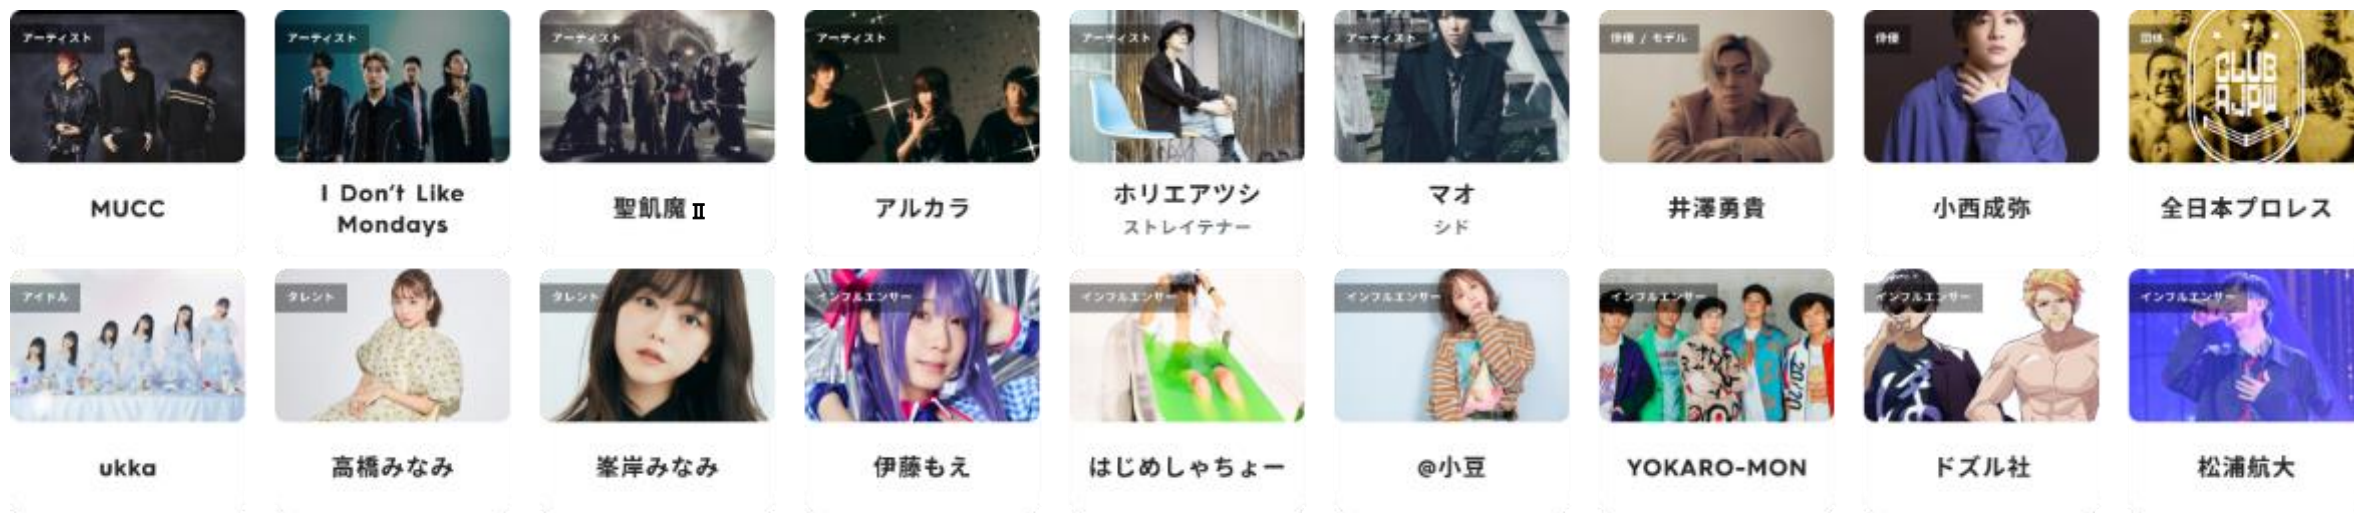 アーティスト
アーティスト
アーティスト
アーティスト
アーティスト
アーティスト
俳優 / モデル
俳優
団体
CLUB
AJPW
MUCC
I Don't Like
Mondays
聖飢魔Ⅱ
アルカラ
ホリエアツシ
ストレイテナー
マオ
シド
井澤勇貴
小西成弥
全日本プロレス
アイドル
タレント
タレント
インフルエンサー
インフルエンサー
インフルエンサー
インフルエンサー
インフルエンサー
インフルエンサー
20/20
ukka
高橋みなみ
峯岸みなみ
伊藤もえ
はじめしゃちょー
@小豆
YOKARO-MON
ドズル社
松浦航大